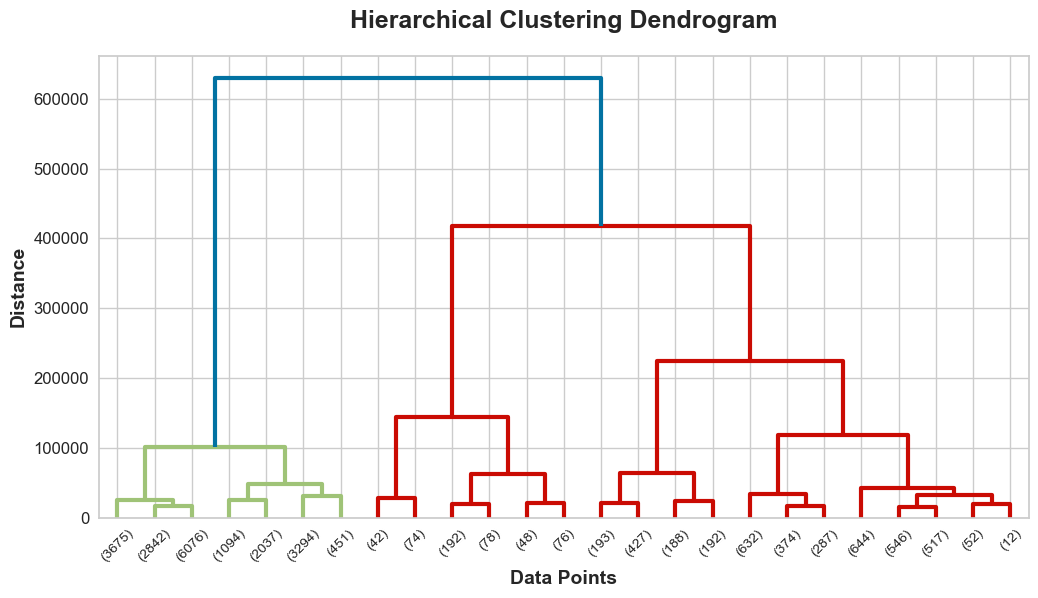 Hierarchical Clustering Dendrogram
600000
500000
400000
300000
200000
100000
0
Distance
(3675) (2842) (6076) (1094) (2037) (3294) (451) (42) (74) (192) (78) (48) (76) (193) (427) (188) (192) (632) (374) (287) (644) (546) (517) (52) (12)
Data Points